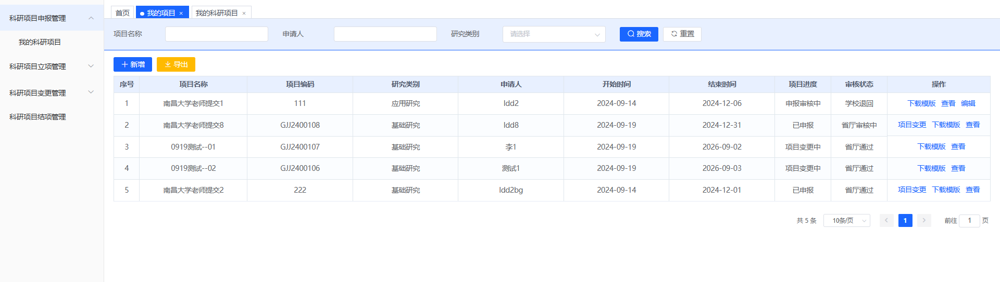 科研项目申报管理
我的科研项目
科研项目立项管理
科研项目变更管理
科研项目结项管理
首页 我的项目 × 我的科研项目 ×
项目名称 申请人 研究类别 请选择 搜索 重置
新增 导出
序号 项目名称 项目编码 研究类别 申请人 开始时间 结束时间 项目进度 审核状态 操作
1 南昌大学老师提交1 111 应用研究 ldd2 2024-09-14 2024-12-06 申报审核中 学校退回 下载模版 查看 编辑
2 南昌大学老师提交8 GJJ2400108 基础研究 ldd8 2024-09-19 2024-12-31 已申报 省厅审核中 项目变更 下载模版 查看
3 0919测试--01 GJJ2400107 基础研究 李1 2024-09-19 2026-09-02 项目变更中 省厅通过 下载模版 查看
4 0919测试--02 GJJ2400106 基础研究 测试1 2024-09-19 2026-09-03 项目变更中 省厅通过 下载模版 查看
5 南昌大学老师提交2 222 基础研究 ldd2bg 2024-09-14 2024-12-01 已申报 省厅通过 项目变更 下载模版 查看
共 5 条 10条/页 1 前往 1 页